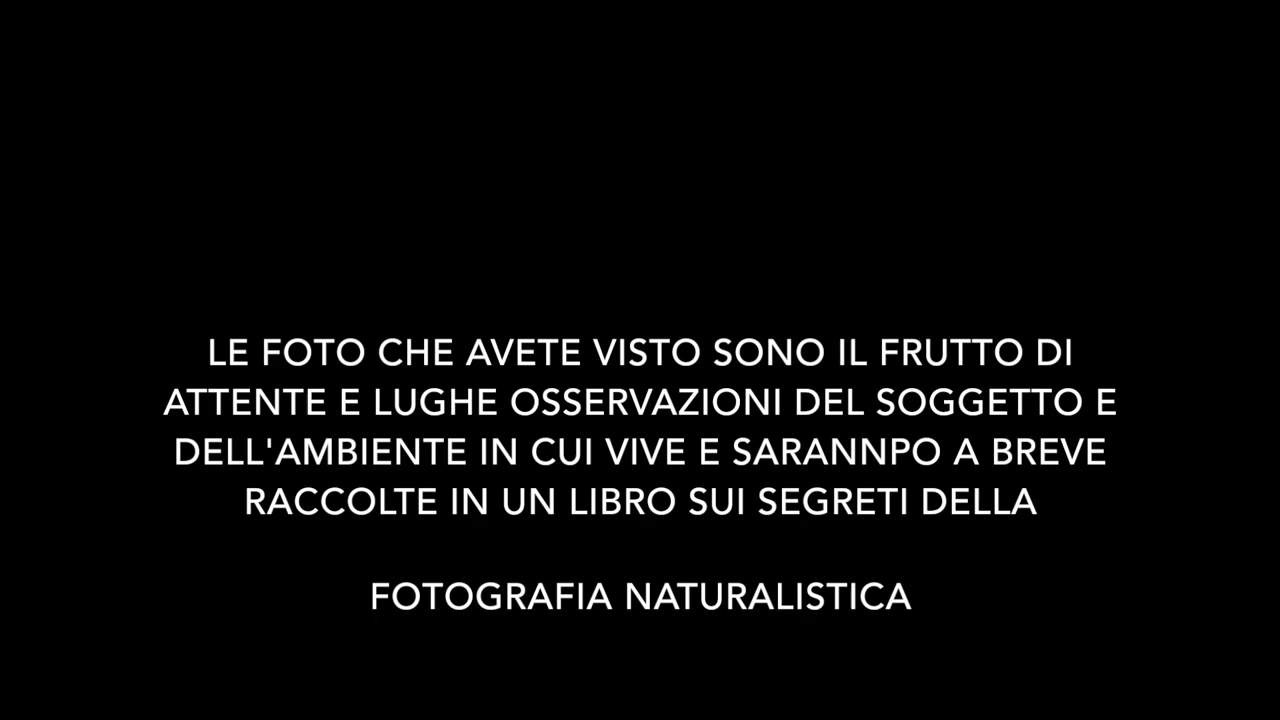 LE FOTO CHE AVETE VISTO SONO IL FRUTTO DI
ATTENTE E LUGHE OSSERVAZIONI DEL SOGGETTO E
DELL'AMBIENTE IN CUI VIVE E SARANNPO A BREVE
RACCOLTE IN UN LIBRO SUI SEGRETI DELLA
FOTOGRAFIA NATURALISTICA